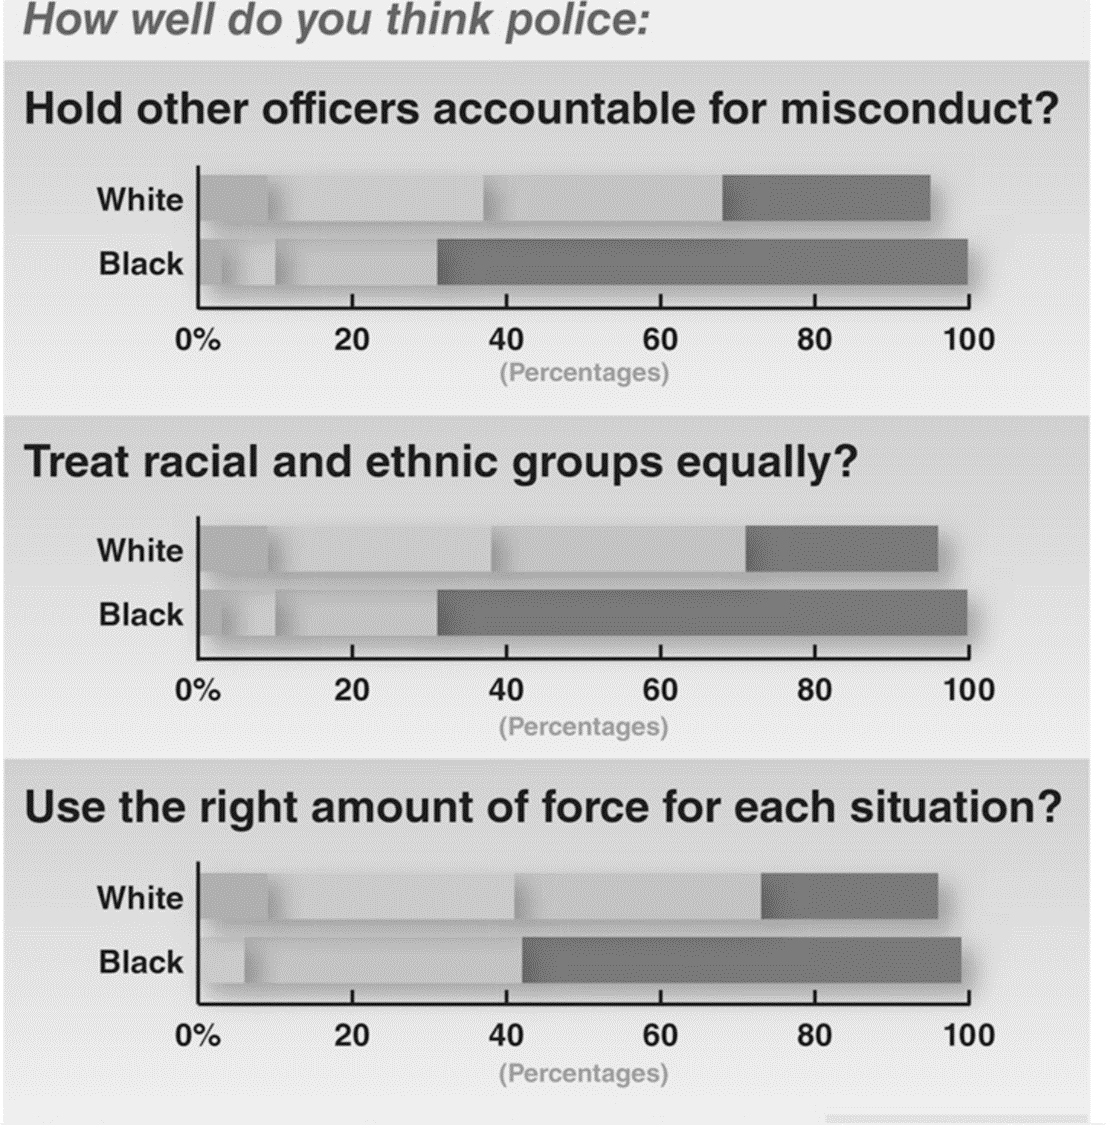 How well do you think police:
Hold other officers accountable for misconduct?
White
Black
0% 20 40 60 80 100
(Percentages)
Treat racial and ethnic groups equally?
White
Black
0% 20 40 60 80 100
(Percentages)
Use the right amount of force for each situation?
White
Black
0% 20 40 60 80 100
(Percentages)